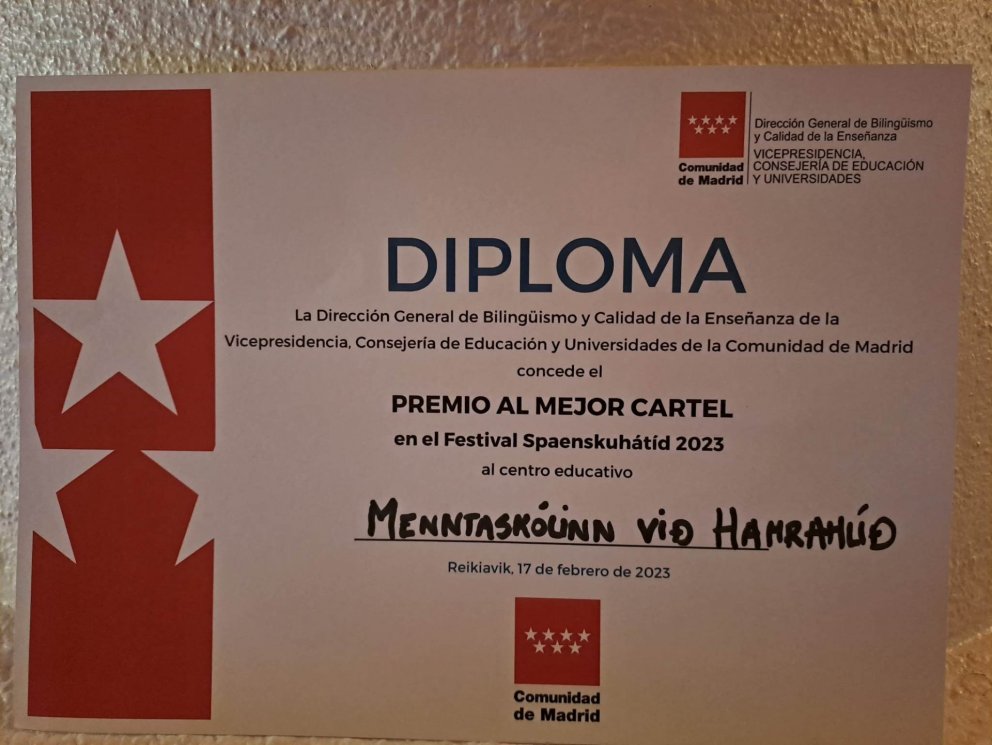 Dirección General de Bilingüismo
y Calidad de la Enseñanza
VICEPRESIDENCIA,
CONSEJERÍA DE EDUCACIÓN
Y UNIVERSIDADES
Comunidad
de Madrid
DIPLOMA
La Dirección General de Bilingüismo y Calidad de la Enseñanza de la
Vicepresidencia, Consejería de Educación y Universidades de la Comunidad de Madrid
concede el
PREMIO AL MEJOR CARTEL
en el Festival Spaenskuhátíd 2023
al centro educativo
MENNTASKÓLINN VIÐ HAMRAHLÍÐ
Reikiavik, 17 de febrero de 2023
Comunidad
de Madrid